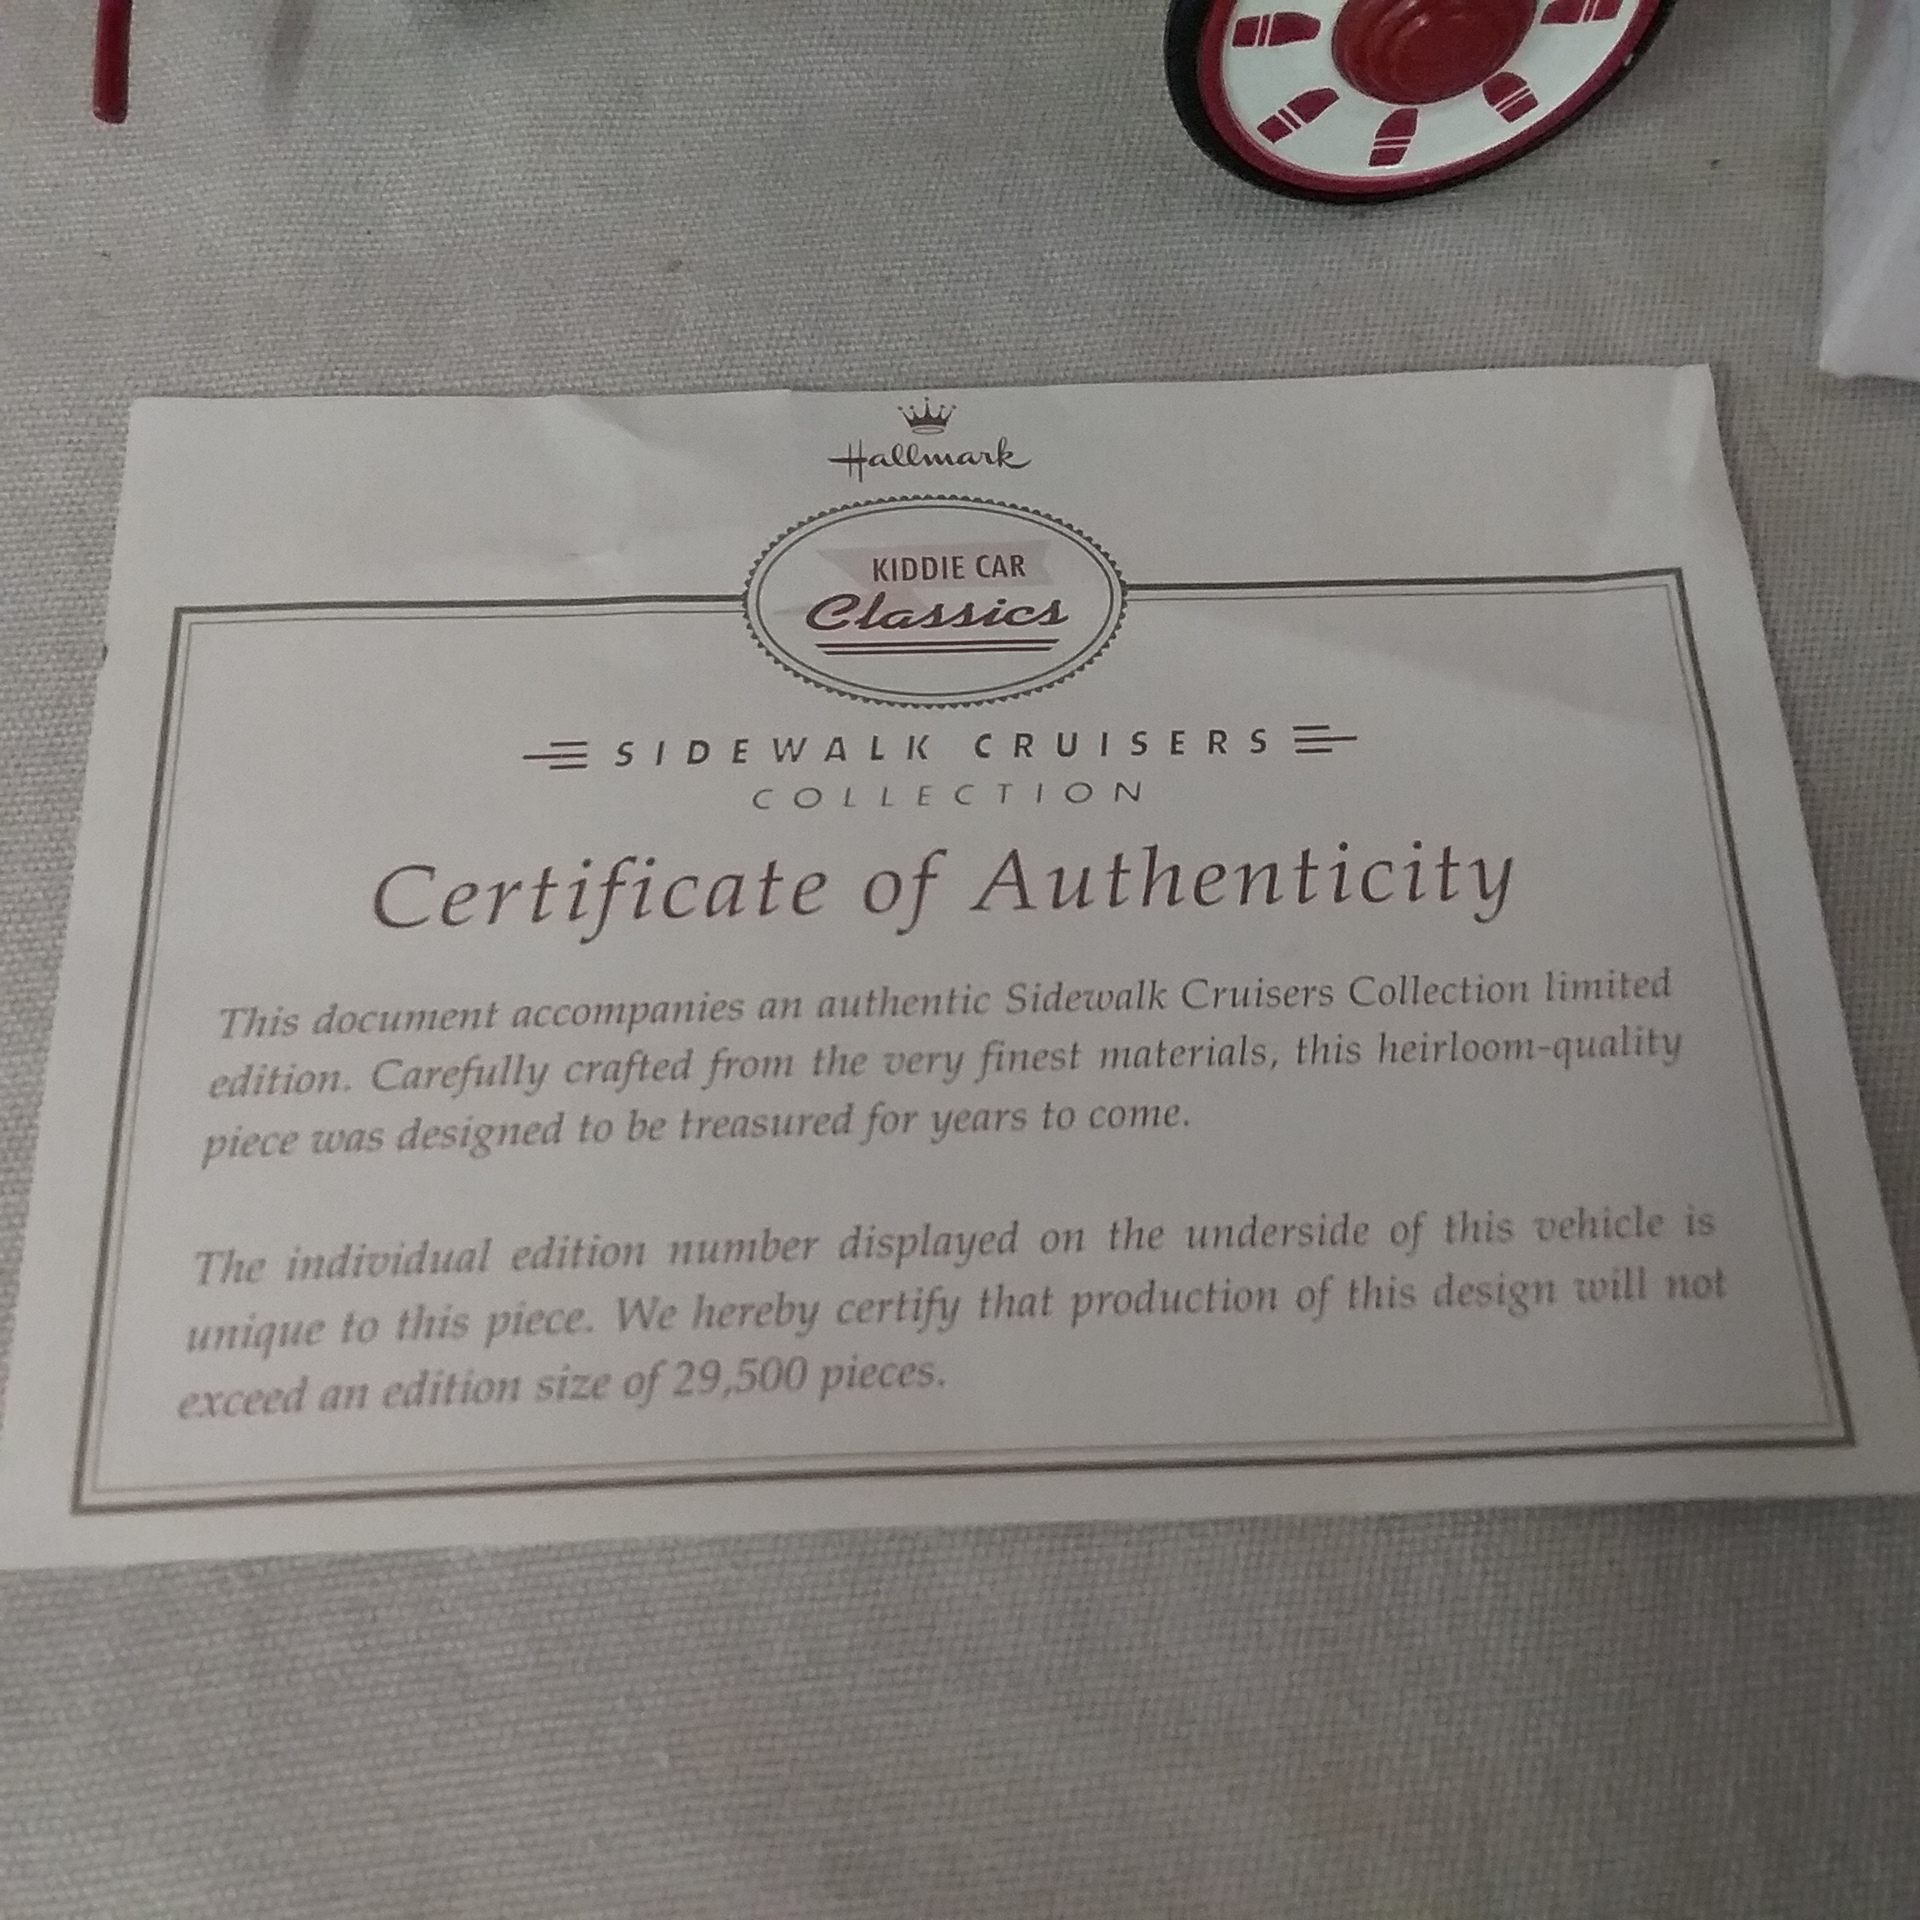 Hallmark
KIDDIE CAR
Classics
SIDEWALK CRUISERS
COLLECTION
Certificate of Authenticity
This document accompanies an authentic Sidewalk Cruisers Collection limited
edition. Carefully crafted from the very finest materials, this heirloom-quality
piece was designed to be treasured for years to come.
The individual edition number displayed on the underside of this vehicle is
unique to this piece. We hereby certify that production of this design will not
exceed an edition size of 29,500 pieces.